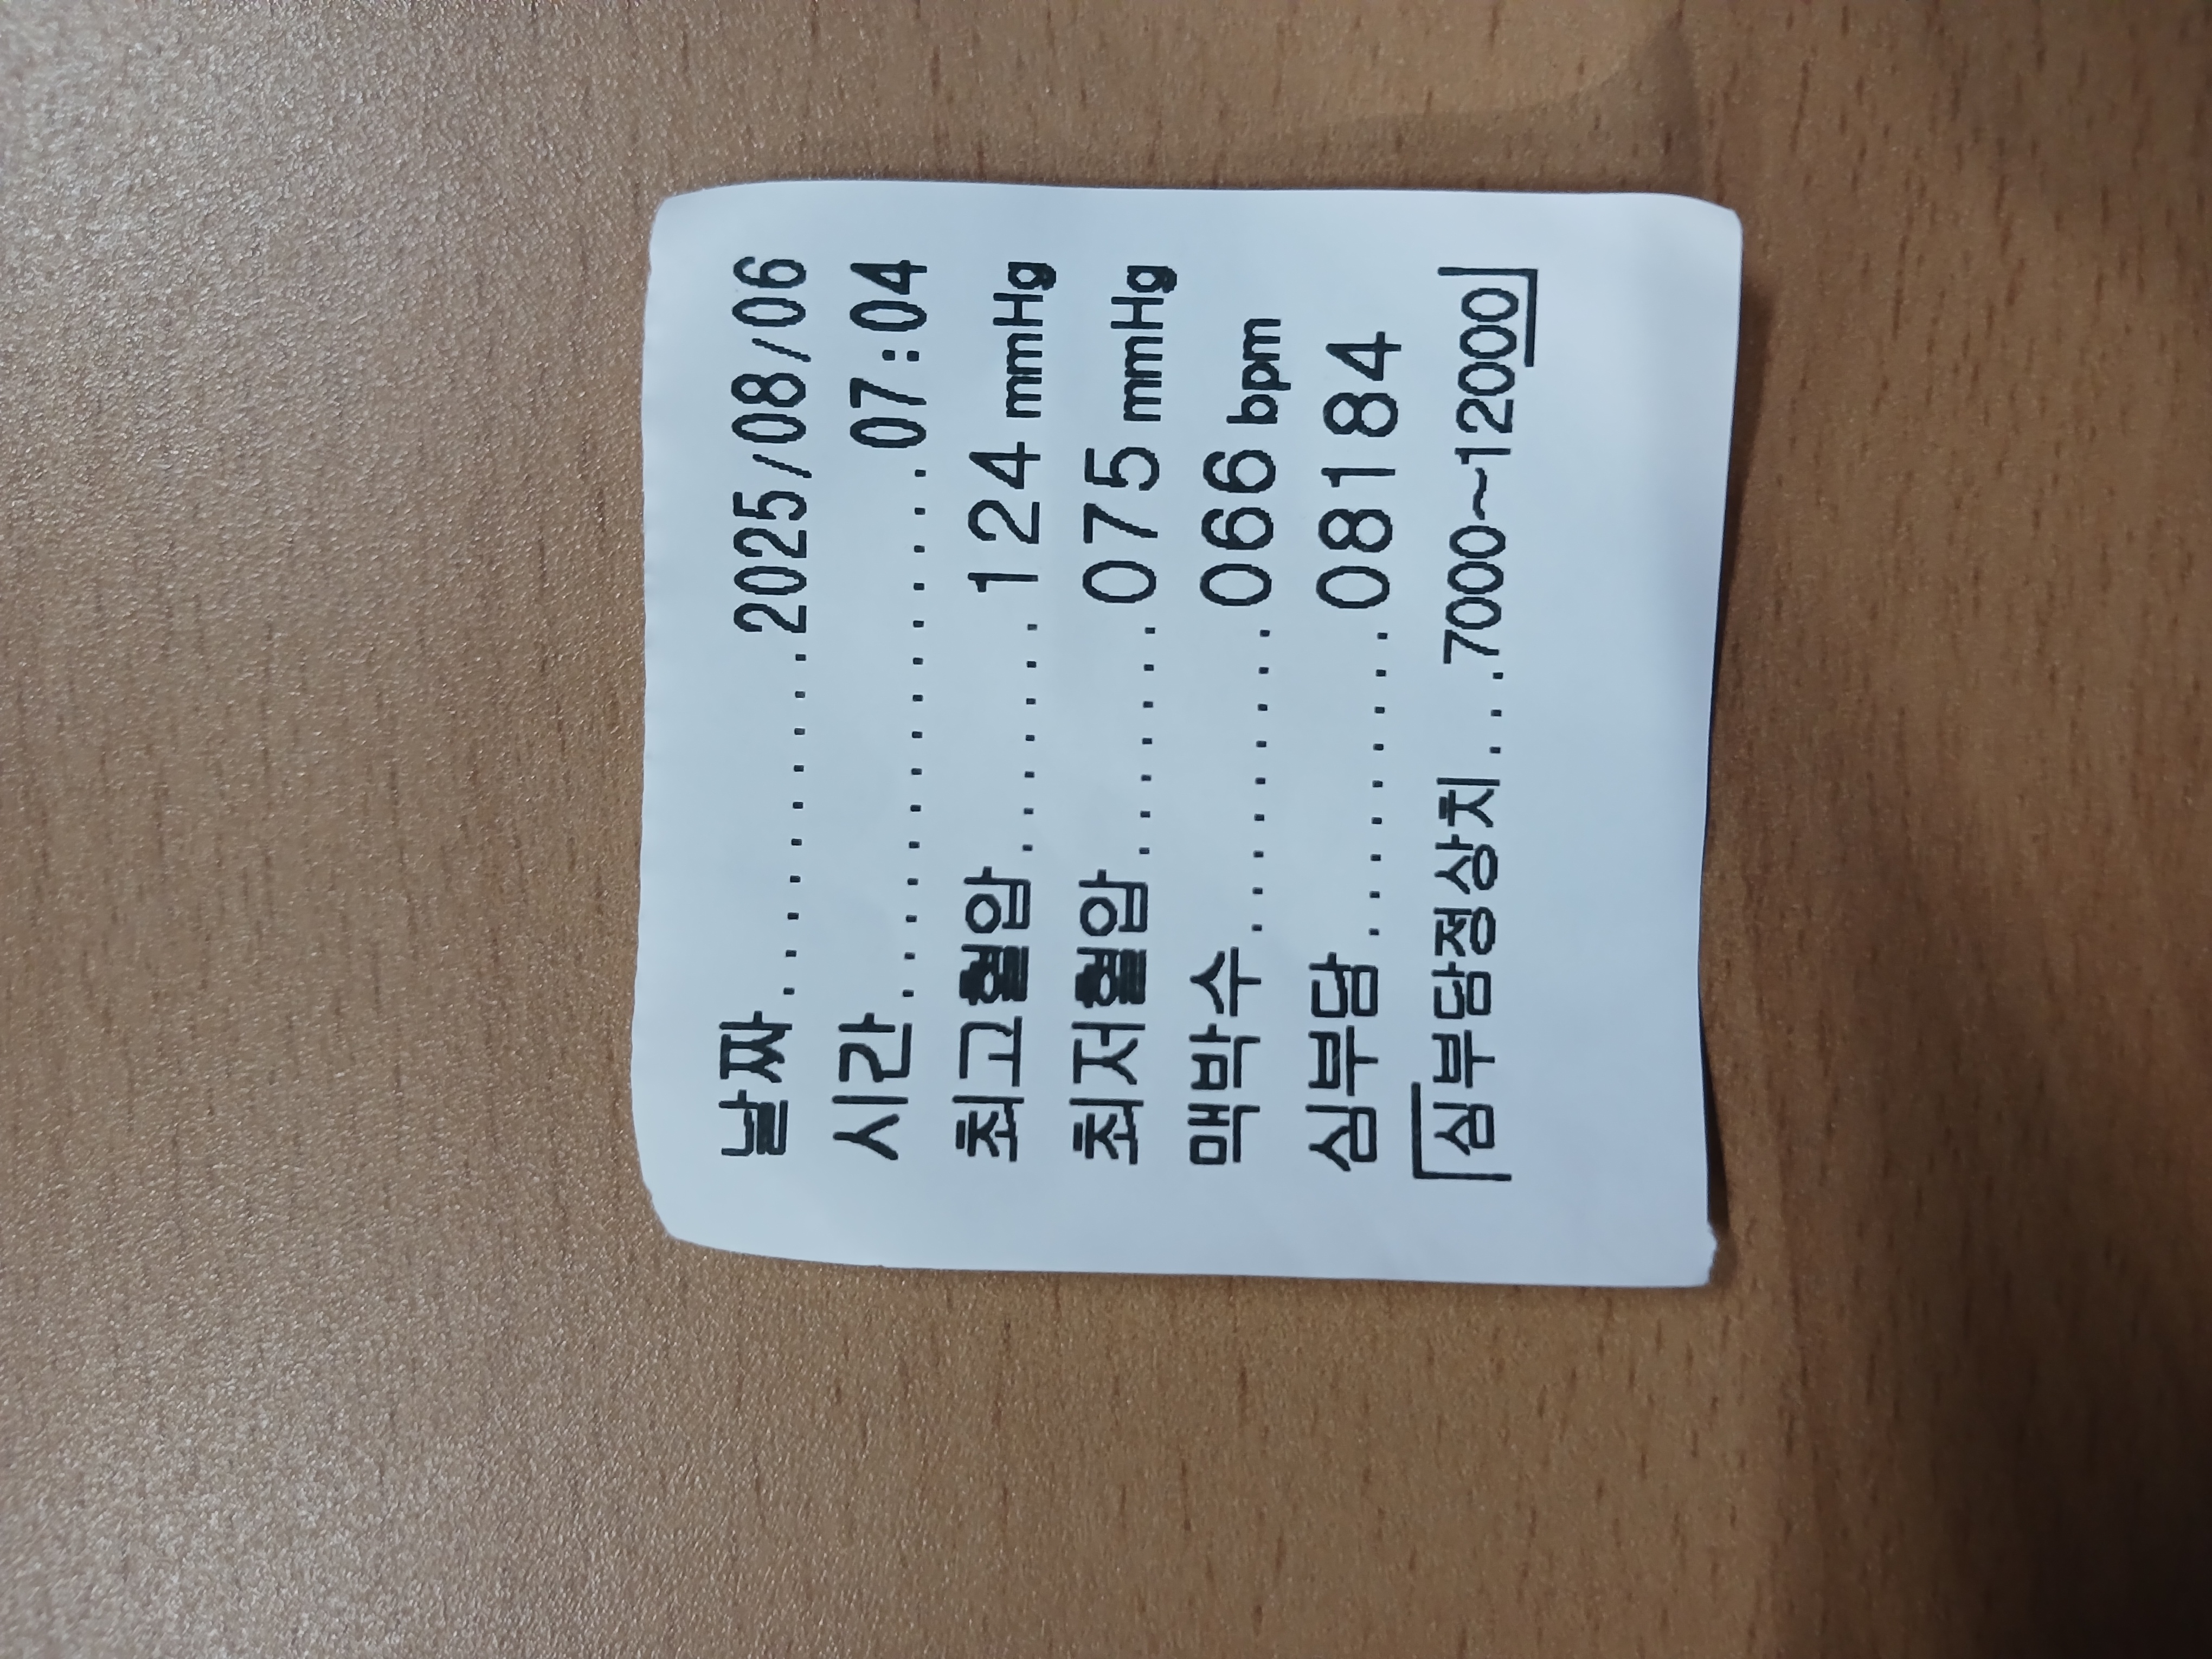 날짜...........2025/08/06
시간...................07:04
최고혈압.........124 mmHg
최저혈압.........075 mmHg
맥박수............066 bpm
심부담............08184
「심부담정상치....7000~12000」